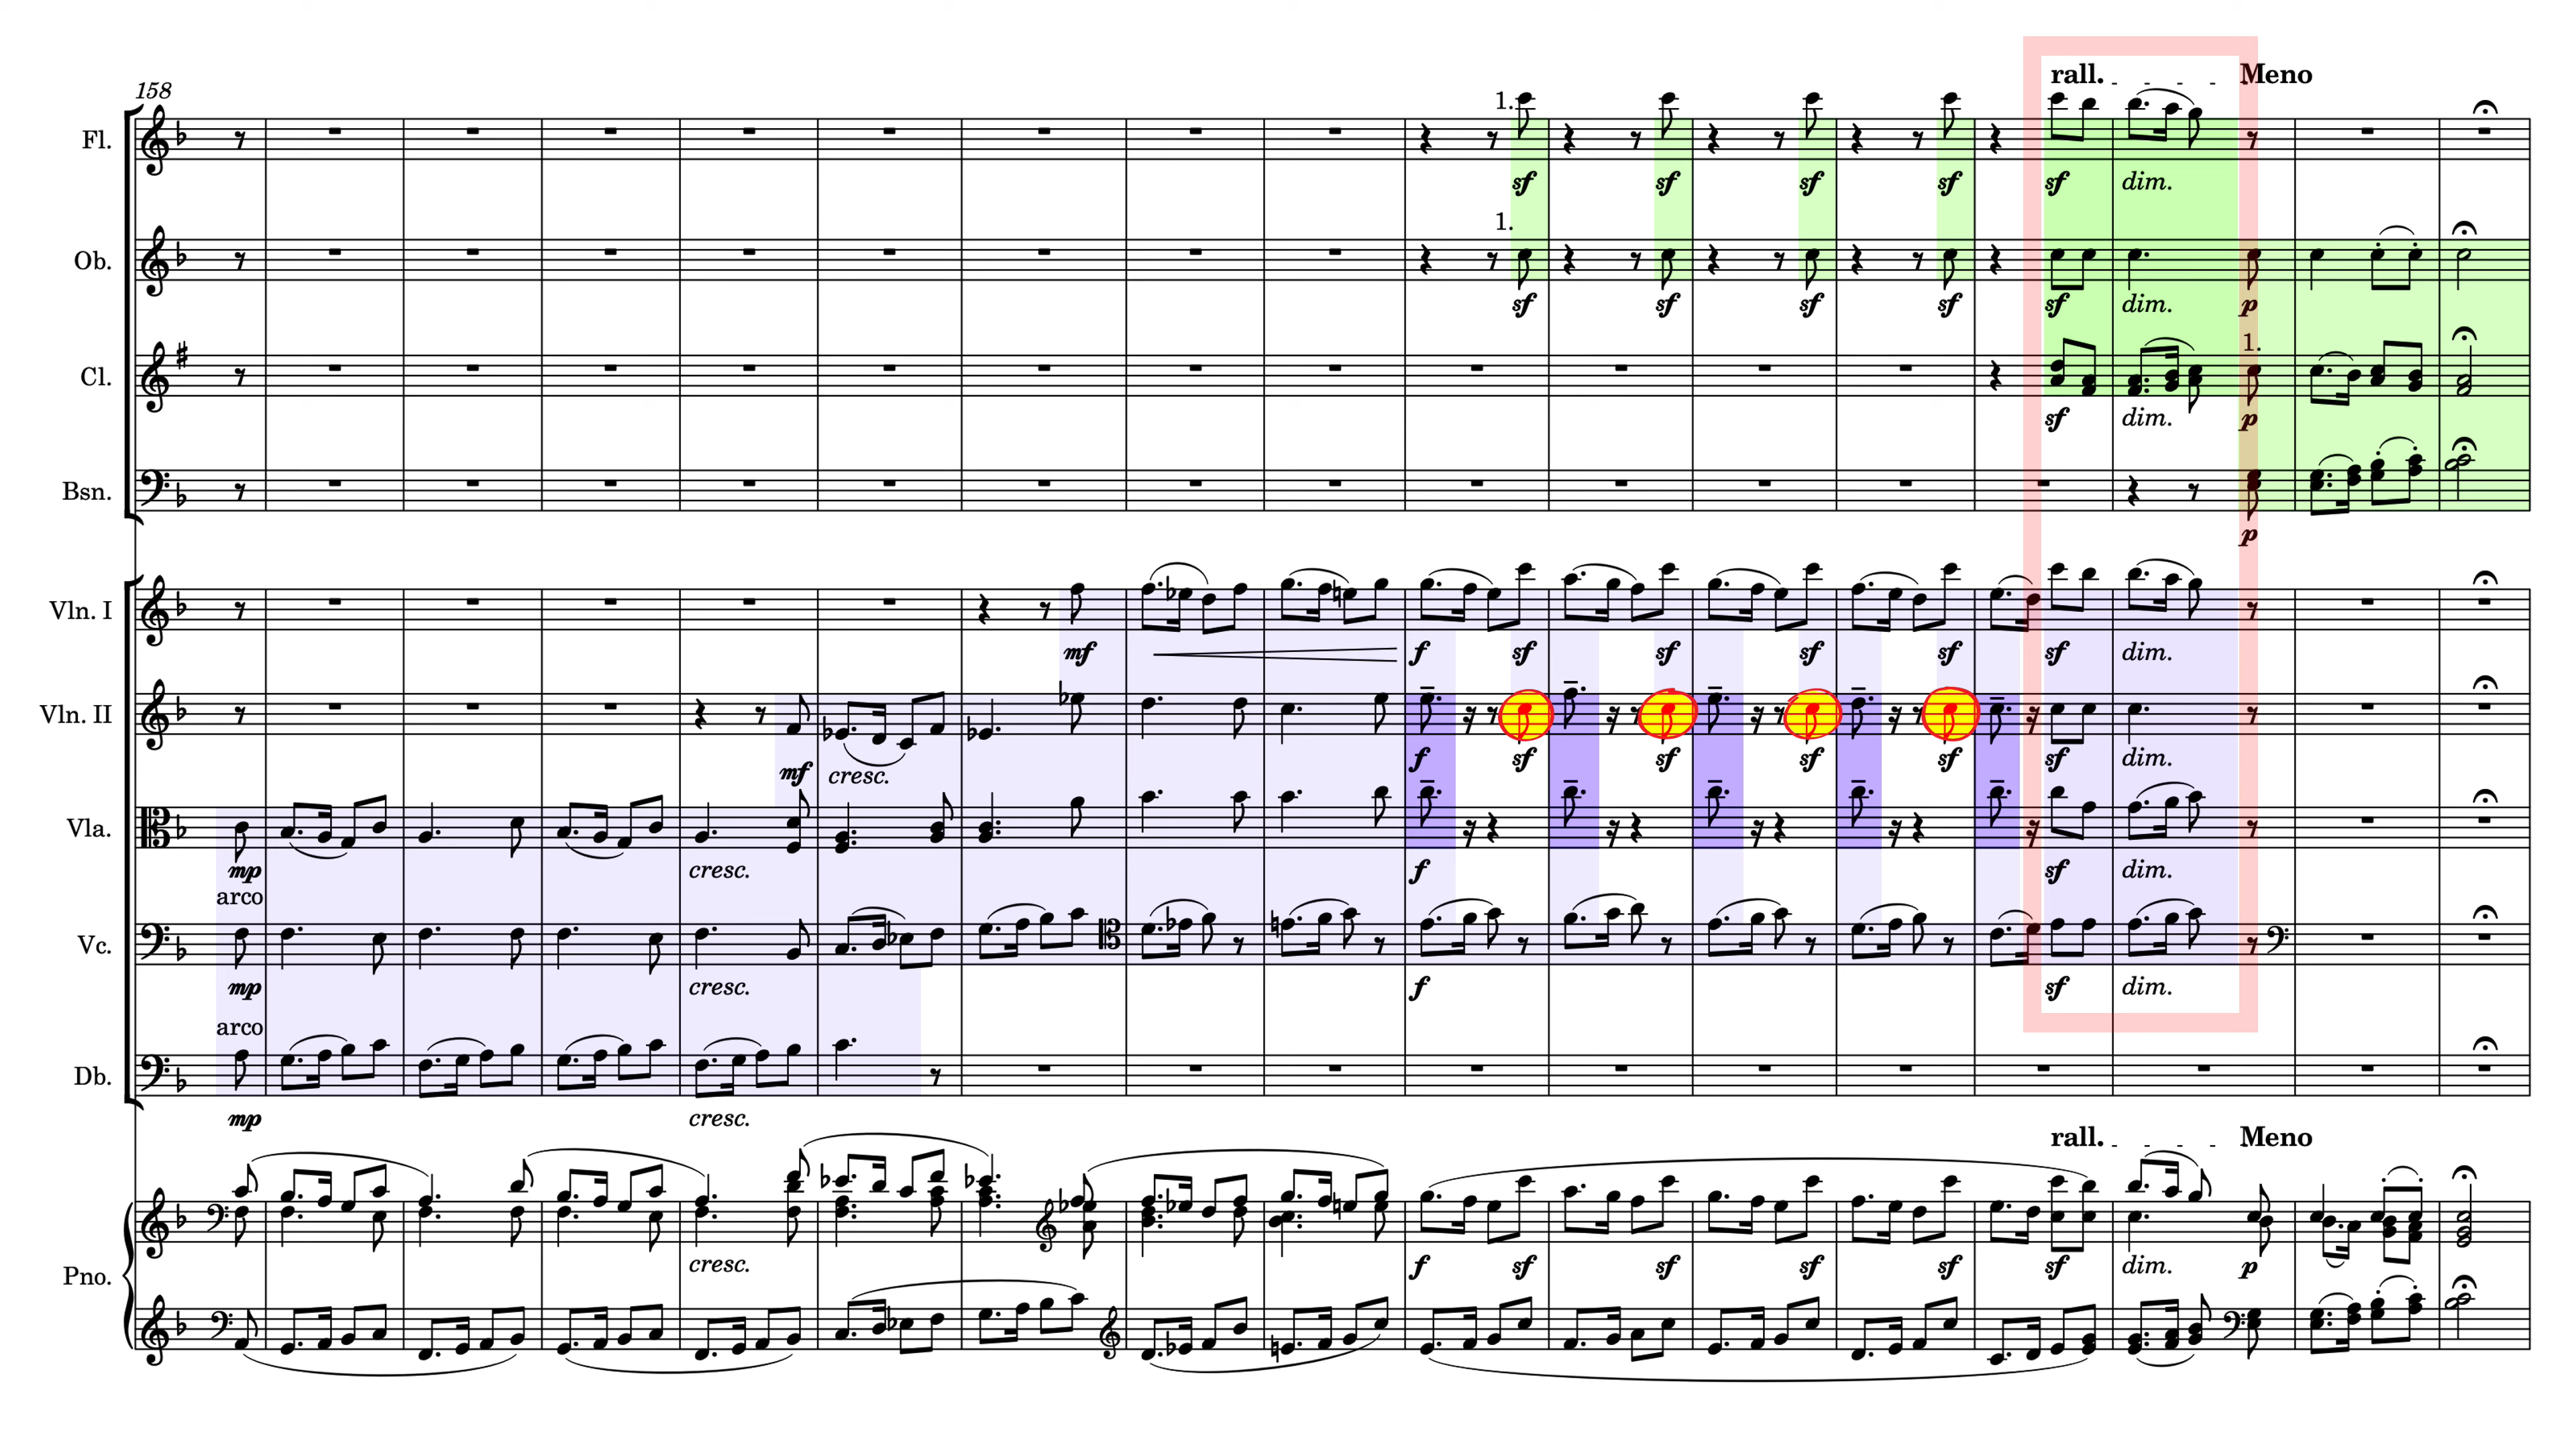 rall. - - - - Meno
158
1.
Fl.
sf sf sf sf sf dim.
1.
Ob.
sf sf sf sf sf dim. p
1.
Cl.
sf dim. p
Bsn.
p
Vln. I
mf f sf sf sf sf sf dim.
Vln. II
mf cresc. f sf sf sf sf sf dim.
Vla.
mp cresc. f sf dim.
arco
Vc.
mp cresc. f sf dim.
arco
Db.
mp cresc.
rall. - - - - Meno
cresc. f sf sf sf sf sf dim. p
Pno.